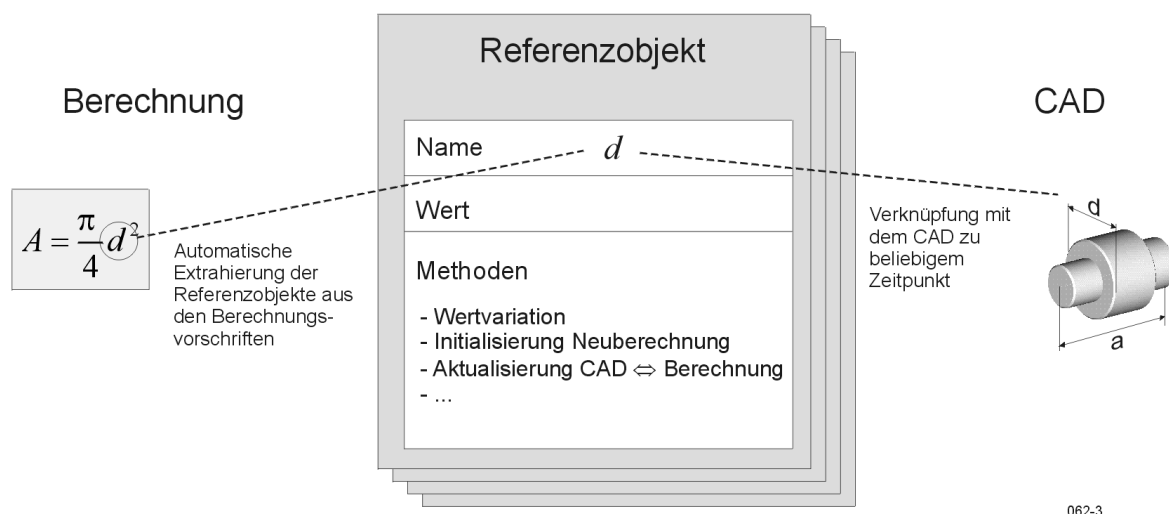 Referenzobjekt
Berechnung
CAD
Name d
Wert
A = π/4 d²
Automatische
Extrahierung der
Referenzobjekte aus
den Berechnungs-
vorschriften
Methoden
- Wertvariation
- Initialisierung Neuberechnung
- Aktualisierung CAD ⇔ Berechnung
- ...
Verknüpfung mit
dem CAD zu
beliebigem
Zeitpunkt
d
a
062-3